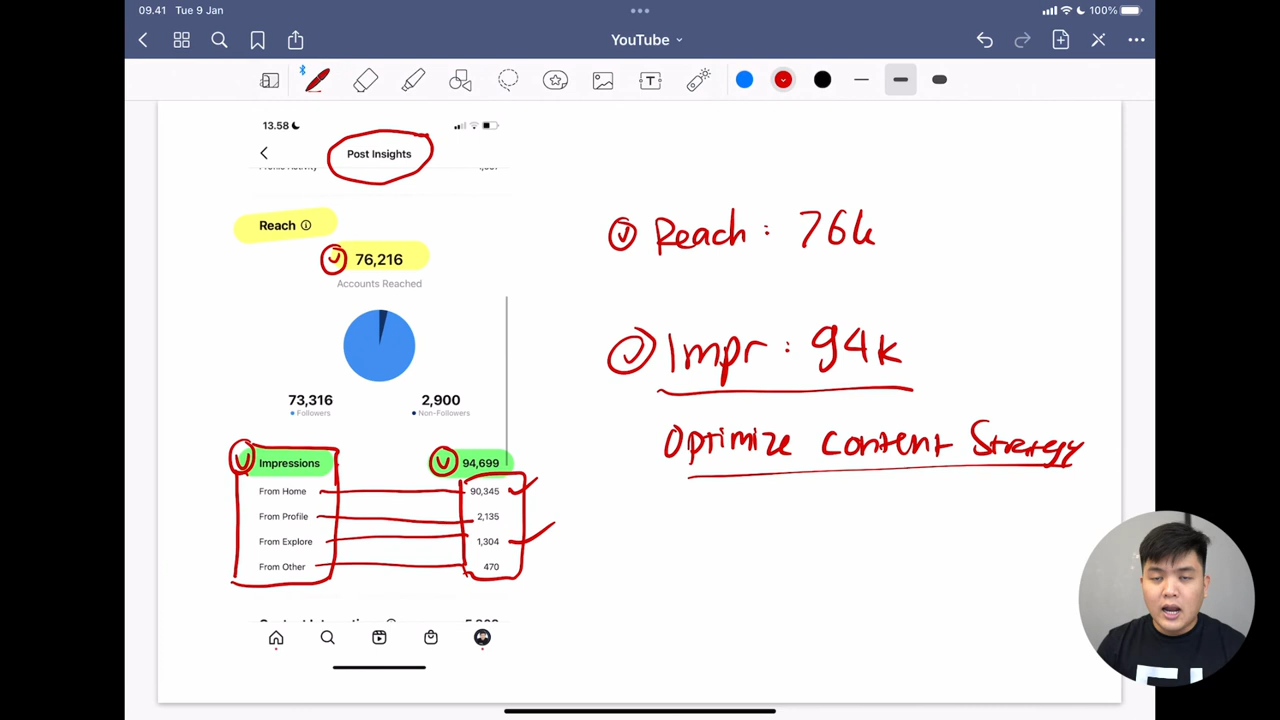 09.41 Tue 9 Jan
100%
YouTube
T
13.58
Post Insights
Reach
76,216
Accounts Reached
73,316
2,900
Followers
Non-Followers
Impressions
94,699
From Home
90,345
From Profile
2,135
From Explore
1,304
From Other
470
Reach : 76k
Impr : 94k
Optimize Content Strategy